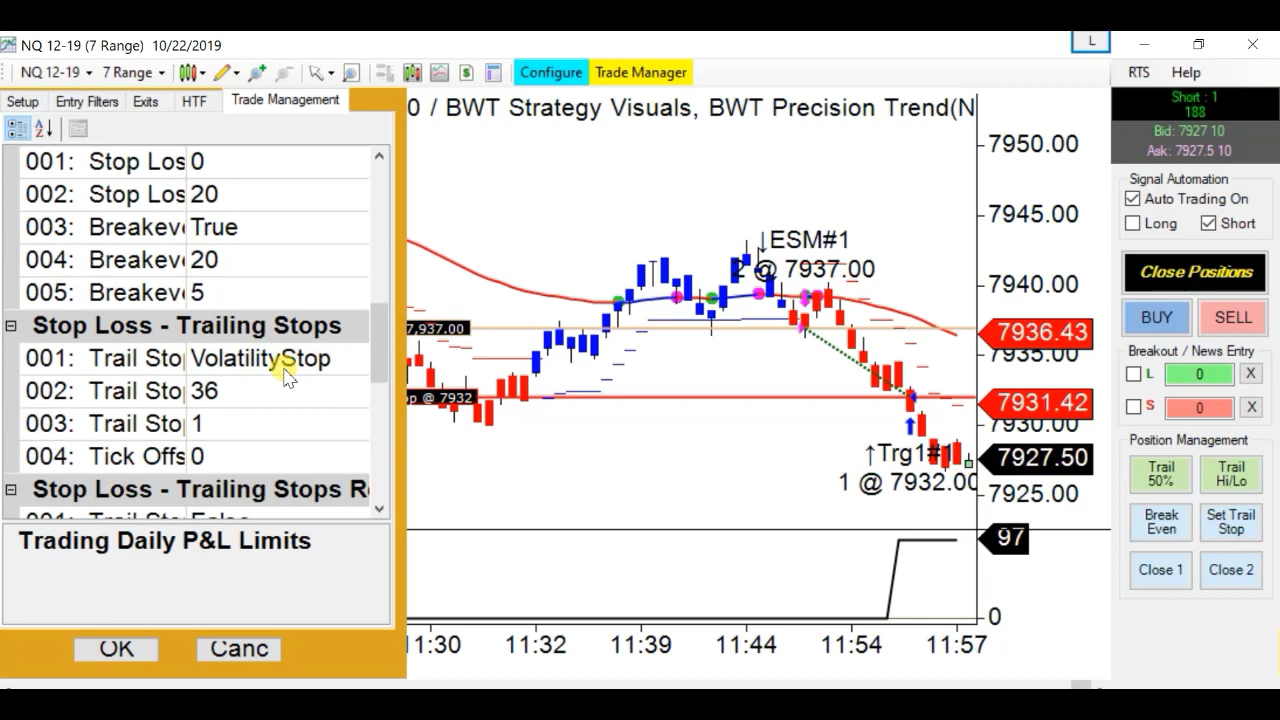 NQ 12-19 (7 Range) 10/22/2019
L
NQ 12-19 7 Range $ Configure Trade Manager RTS Help
Setup Entry Filters Exits HTF Trade Management
001: Stop Los 0
002: Stop Los 20
003: Breakeve True
004: Breakeve 20
005: Breakeve 5
Stop Loss - Trailing Stops
001: Trail Stop VolatilityStop
002: Trail Stop 36
003: Trail Stop 1
004: Tick Offs 0
Stop Loss - Trailing Stops Re
Trading Daily P&L Limits
OK Canc
0 / BWT Strategy Visuals, BWT Precision Trend(N
↓ESM#1
2 @ 7937.00
7,937.00
op @ 7932
↑Trg1#1
1 @ 7932.00
7950.00
7945.00
7940.00
7936.43
7935.00
7931.42
7930.00
7927.50
7925.00
97
0
11:30 11:32 11:39 11:44 11:54 11:57
Short : 1
188
Bid: 7927 10
Ask: 7927.5 10
Signal Automation
Auto Trading On
Long Short
Close Positions
BUY SELL
Breakout / News Entry
L 0 X
S 0 X
Position Management
Trail 50% Trail Hi/Lo
Break Even Set Trail Stop
Close 1 Close 2